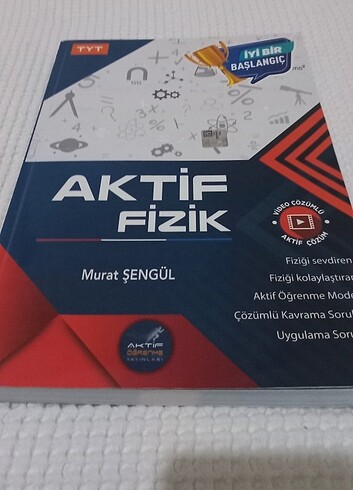 TYT
İYİ BİR
BAŞLANGIÇ
AKTİF
FİZİK
Murat ŞENGÜL
VİDEO ÇÖZÜMLÜ
AKTİF ÇÖZÜM
Fiziği sevdiren
Fiziği kolaylaştıran
Aktif Öğrenme Mode
Çözümlü Kavrama Soru
Uygulama Soru
AKTİF
ÖĞRENME
YAYINLARI